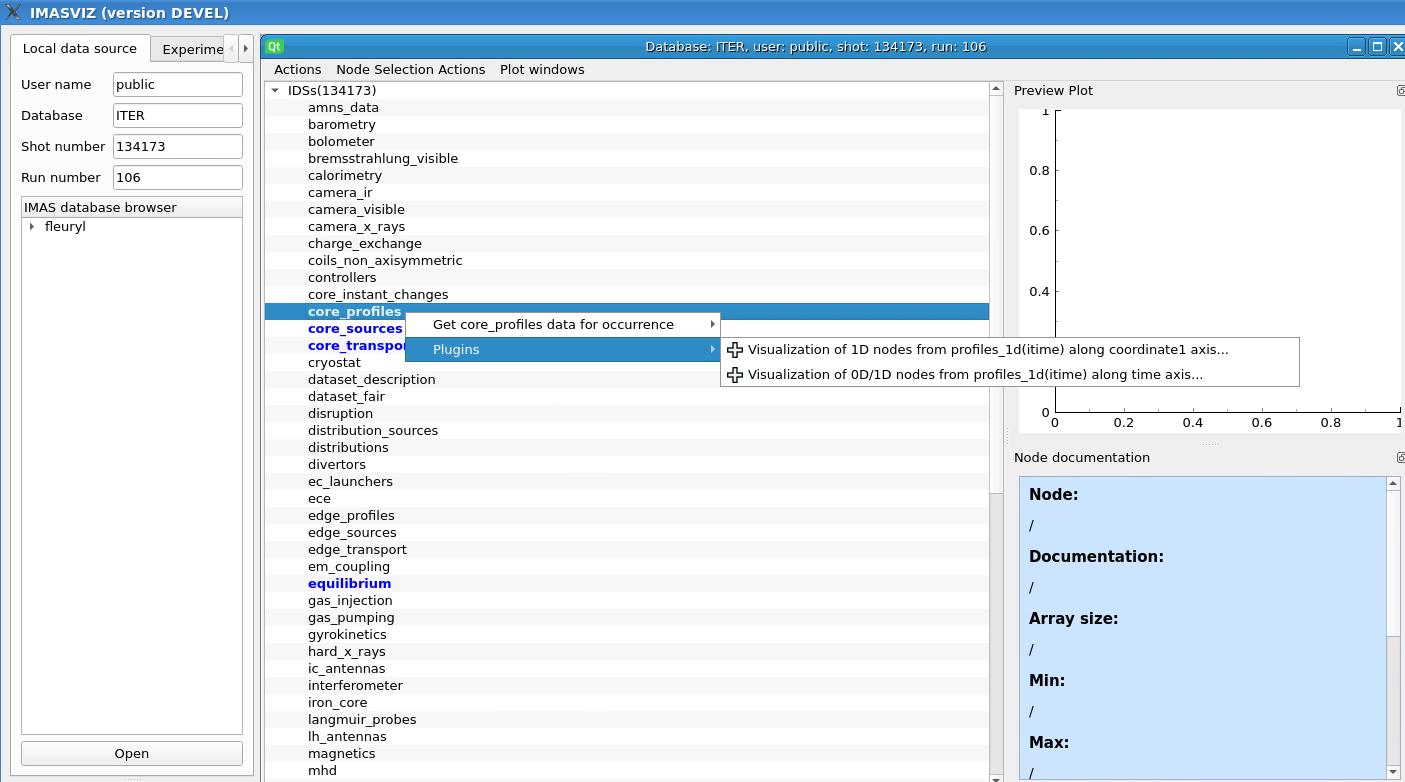 IMASVIZ (version DEVEL)
Local data source
Experime
User name
public
Database
ITER
Shot number
134173
Run number
106
IMAS database browser
fleuryl
Open
Qt
Database: ITER, user: public, shot: 134173, run: 106
Actions
Node Selection Actions
Plot windows
IDSs(134173)
amns_data
barometry
bolometer
bremsstrahlung_visible
calorimetry
camera_ir
camera_visible
camera_x_rays
charge_exchange
coils_non_axisymmetric
controllers
core_instant_changes
core_profiles
core_sources
core_transpor
cryostat
dataset_description
dataset_fair
disruption
distribution_sources
distributions
divertors
ec_launchers
ece
edge_profiles
edge_sources
edge_transport
em_coupling
equilibrium
gas_injection
gas_pumping
gyrokinetics
hard_x_rays
ic_antennas
interferometer
iron_core
langmuir_probes
lh_antennas
magnetics
mhd
Get core_profiles data for occurrence
Plugins
Visualization of 1D nodes from profiles_1d(itime) along coordinate1 axis...
Visualization of 0D/1D nodes from profiles_1d(itime) along time axis...
Preview Plot
1
0.8
0.6
0.4
0
0 0.2 0.4 0.6 0.8 1
Node documentation
Node:
/
Documentation:
/
Array size:
/
Min:
/
Max:
/